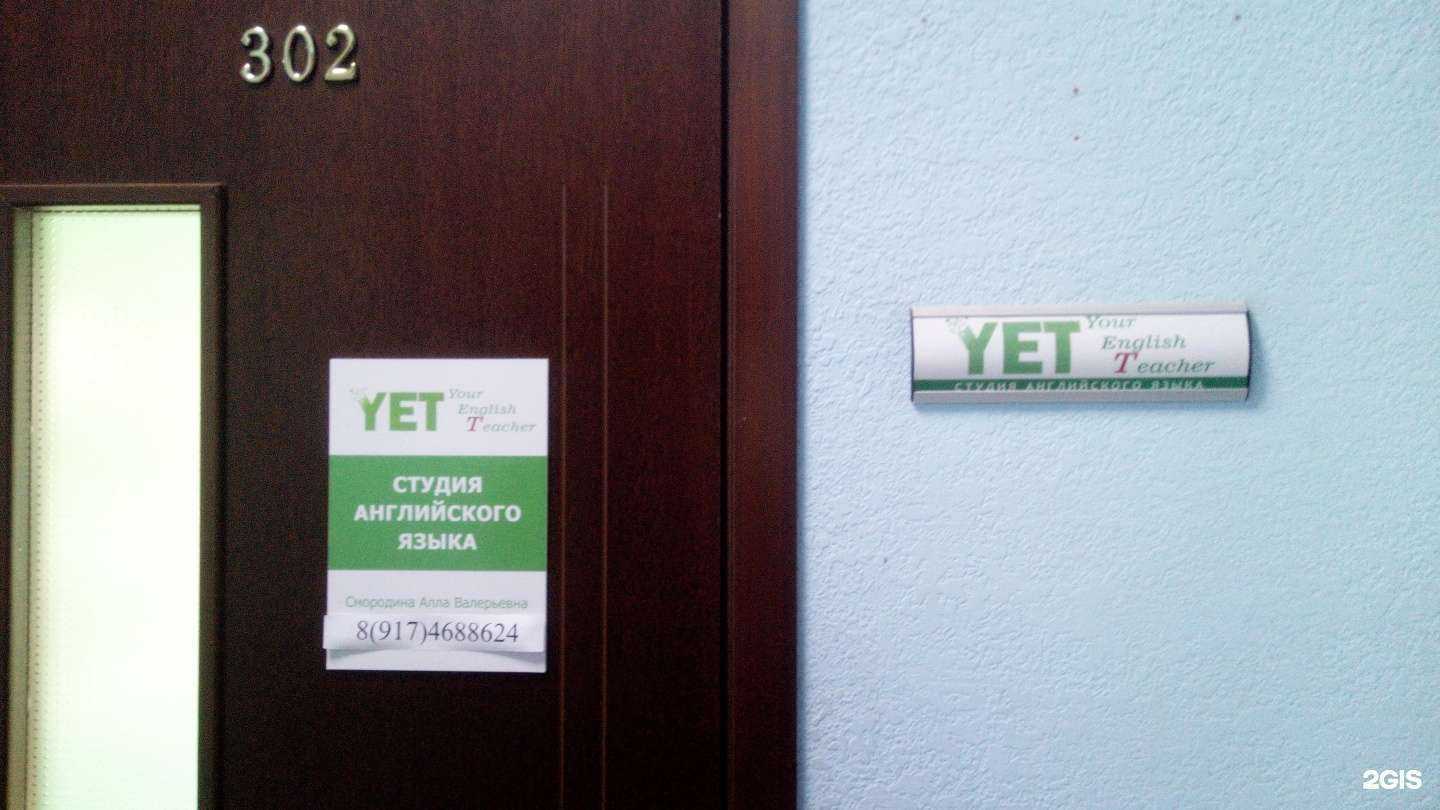 302
YET Your
English
Teacher
СТУДИЯ
АНГЛИЙСКОГО
ЯЗЫКА
Смородина Алла Валерьевна
8(917)4688624
YET Your
English
Teacher
СТУДИЯ АНГЛИЙСКОГО ЯЗЫКА
2GIS